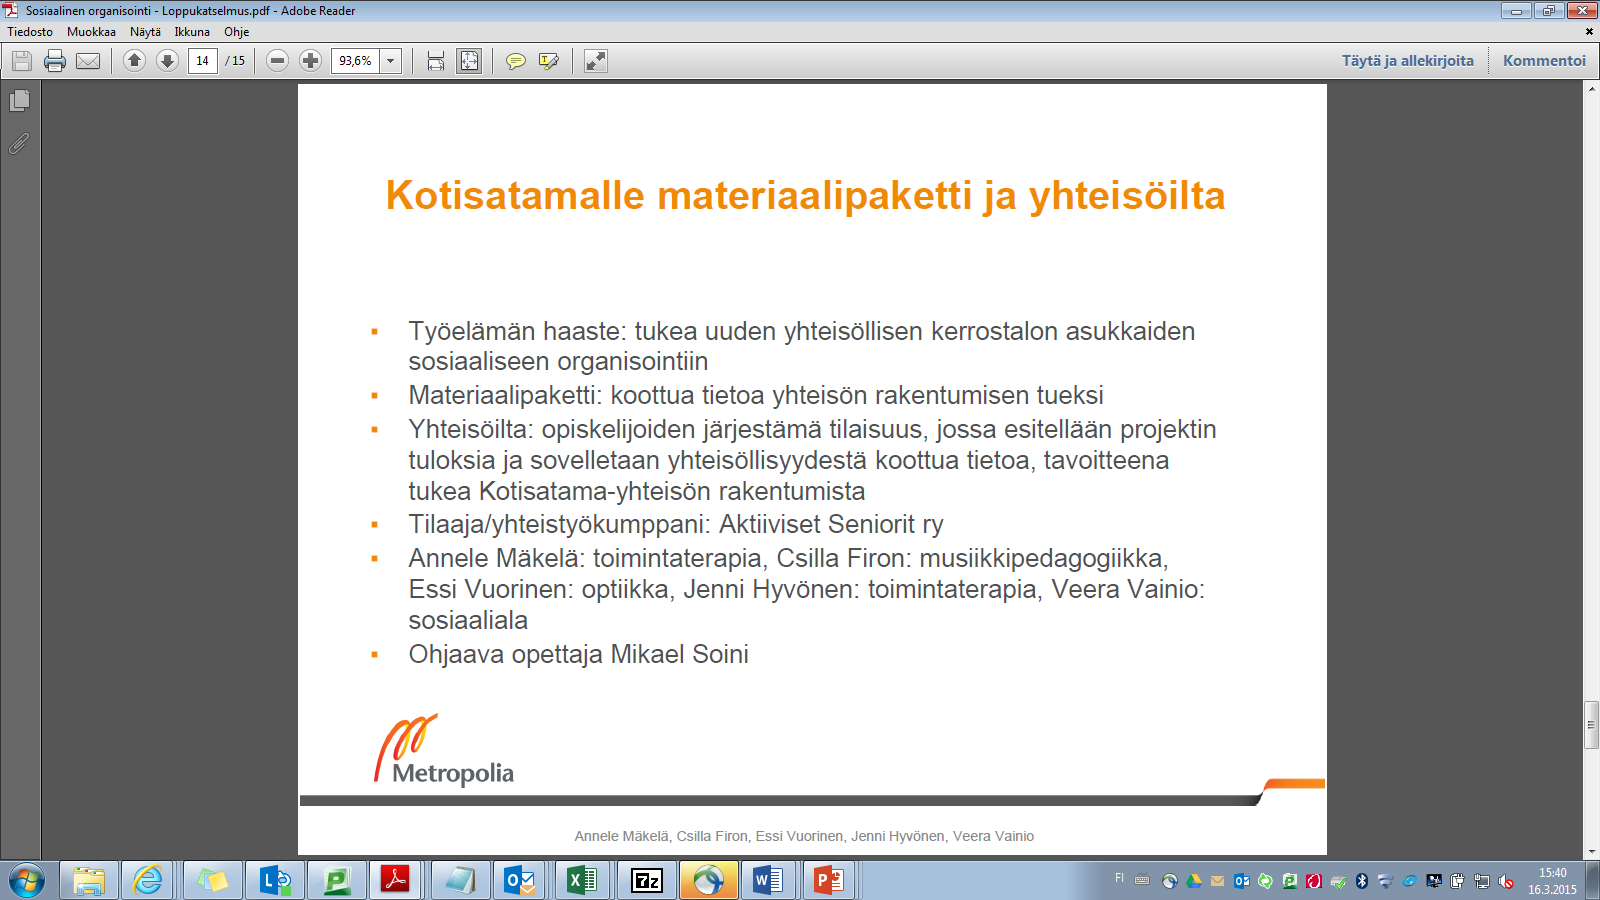 Sosiaalinen organisointi - Loppukatselmus.pdf - Adobe Reader
Tiedosto Muokkaa Näytä Ikkuna Ohje
14 / 15 93,6% Täytä ja allekirjoita Kommentoi
Kotisatamalle materiaalipaketti ja yhteisöilta
▪ Työelämän haaste: tukea uuden yhteisöllisen kerrostalon asukkaiden
sosiaaliseen organisointiin
▪ Materiaalipaketti: koottua tietoa yhteisön rakentumisen tueksi
▪ Yhteisöilta: opiskelijoiden järjestämä tilaisuus, jossa esitellään projektin
tuloksia ja sovelletaan yhteisöllisyydestä koottua tietoa, tavoitteena
tukea Kotisatama-yhteisön rakentumista
▪ Tilaaja/yhteistyökumppani: Aktiiviset Seniorit ry
▪ Annele Mäkelä: toimintaterapia, Csilla Firon: musiikkipedagogiikka,
Essi Vuorinen: optiikka, Jenni Hyvönen: toimintaterapia, Veera Vainio:
sosiaaliala
▪ Ohjaava opettaja Mikael Soini
Metropolia
Annele Mäkelä, Csilla Firon, Essi Vuorinen, Jenni Hyvönen, Veera Vainio
7z
FI
15:40
16.3.2015